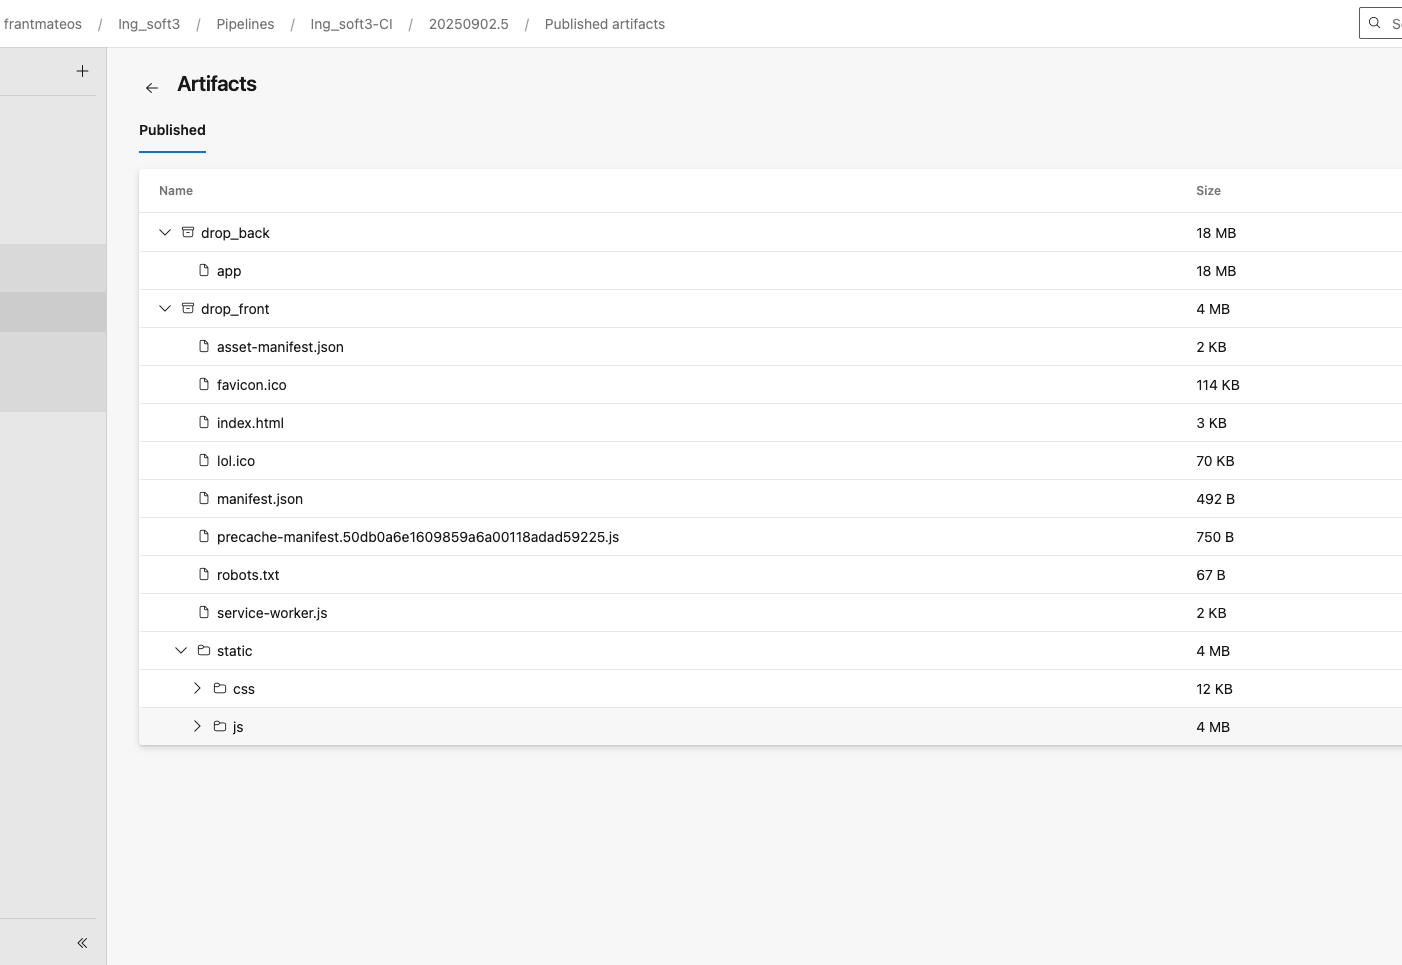 frantmateos / Ing_soft3 / Pipelines / Ing_soft3-CI / 20250902.5 / Published artifacts
Artifacts
Published
Name Size
drop_back 18 MB
app 18 MB
drop_front 4 MB
asset-manifest.json 2 KB
favicon.ico 114 KB
index.html 3 KB
lol.ico 70 KB
manifest.json 492 B
precache-manifest.50db0a6e1609859a6a00118adad59225.js 750 B
robots.txt 67 B
service-worker.js 2 KB
static 4 MB
css 12 KB
js 4 MB